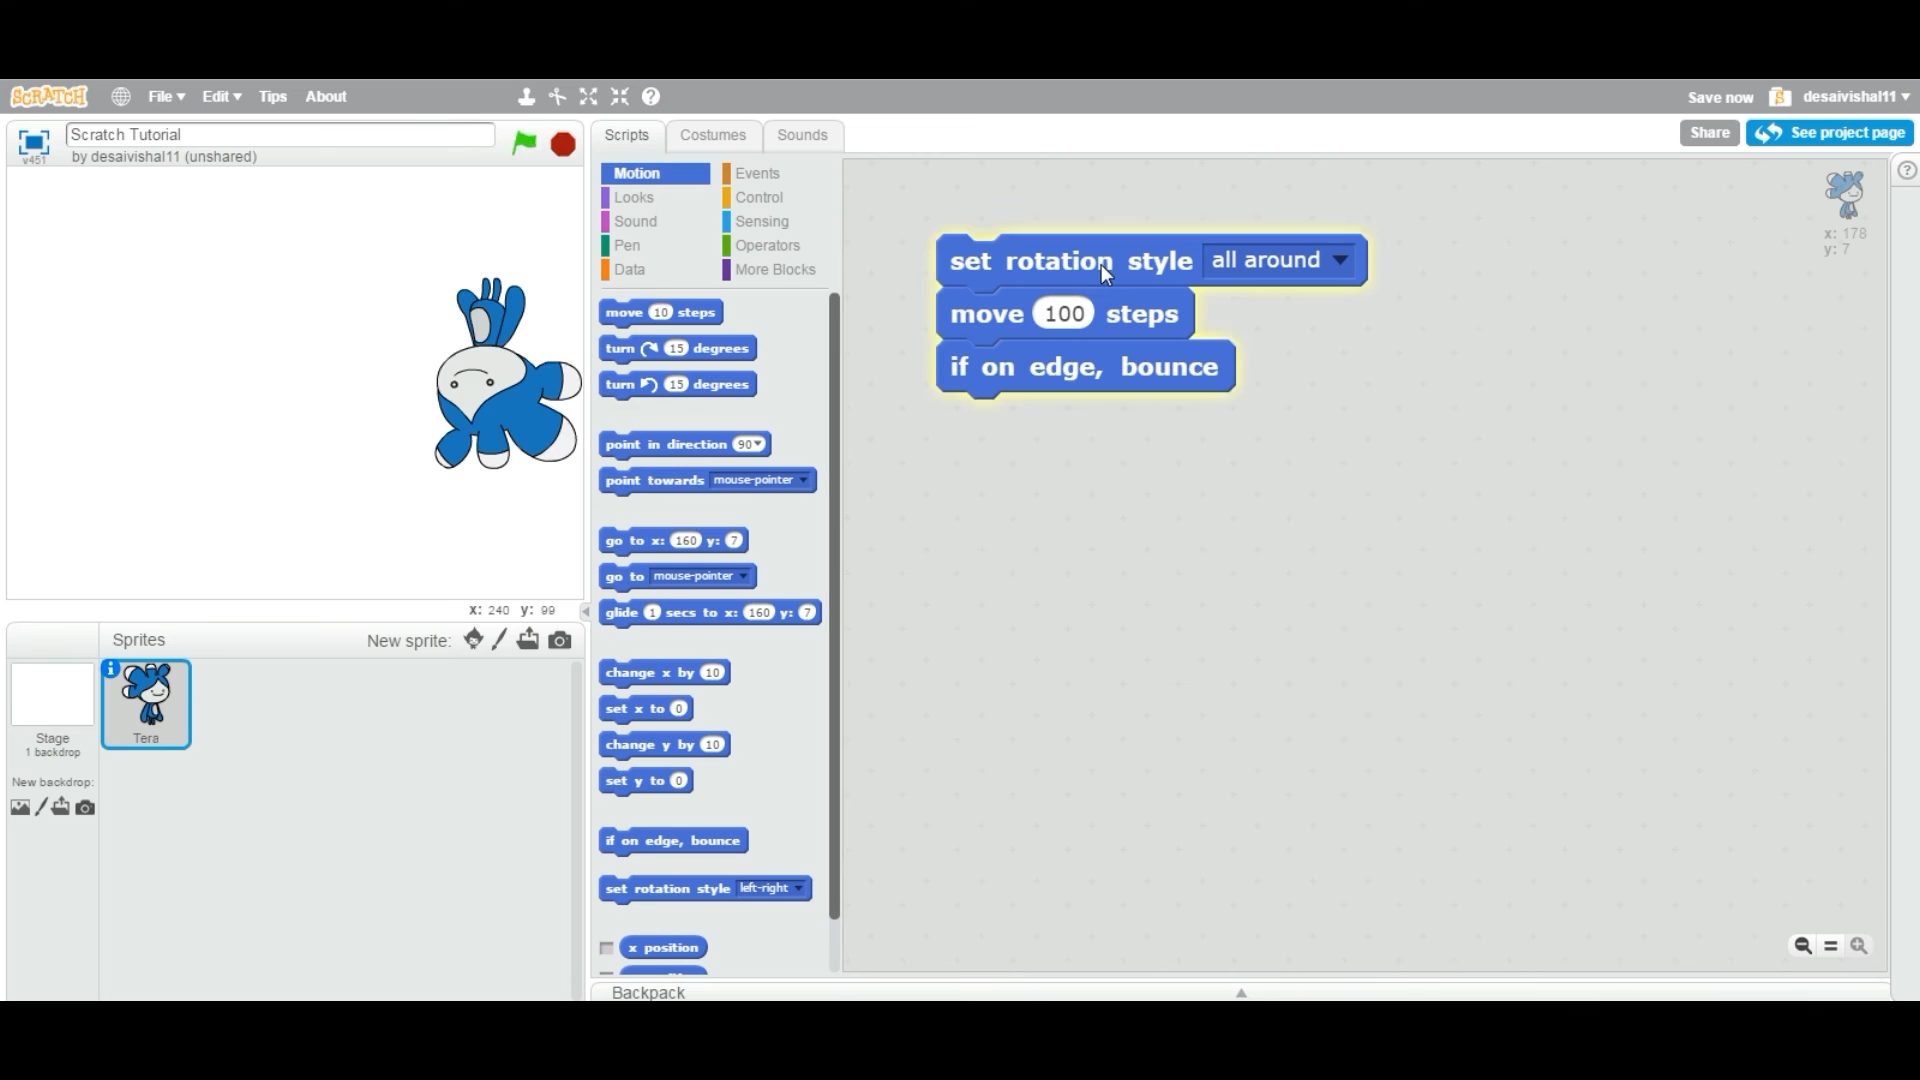 SCRATCH File Edit Tips About
Save now desaivishal11
v451
Scratch Tutorial
by desaivishal11 (unshared)
Scripts Costumes Sounds
Share See project page
Motion Events
Looks Control
Sound Sensing
Pen Operators
Data More Blocks
move 10 steps
turn 15 degrees
turn 15 degrees
point in direction 90
point towards mouse-pointer
go to x: 160 y: 7
go to mouse-pointer
glide 1 secs to x: 160 y: 7
change x by 10
set x to 0
change y by 10
set y to 0
if on edge, bounce
set rotation style left-right
x position
set rotation style all around
move 100 steps
if on edge, bounce
x: 178
y: 7
x: 240 y: 99
Sprites New sprite:
Stage
1 backdrop
New backdrop:
Tera
Backpack